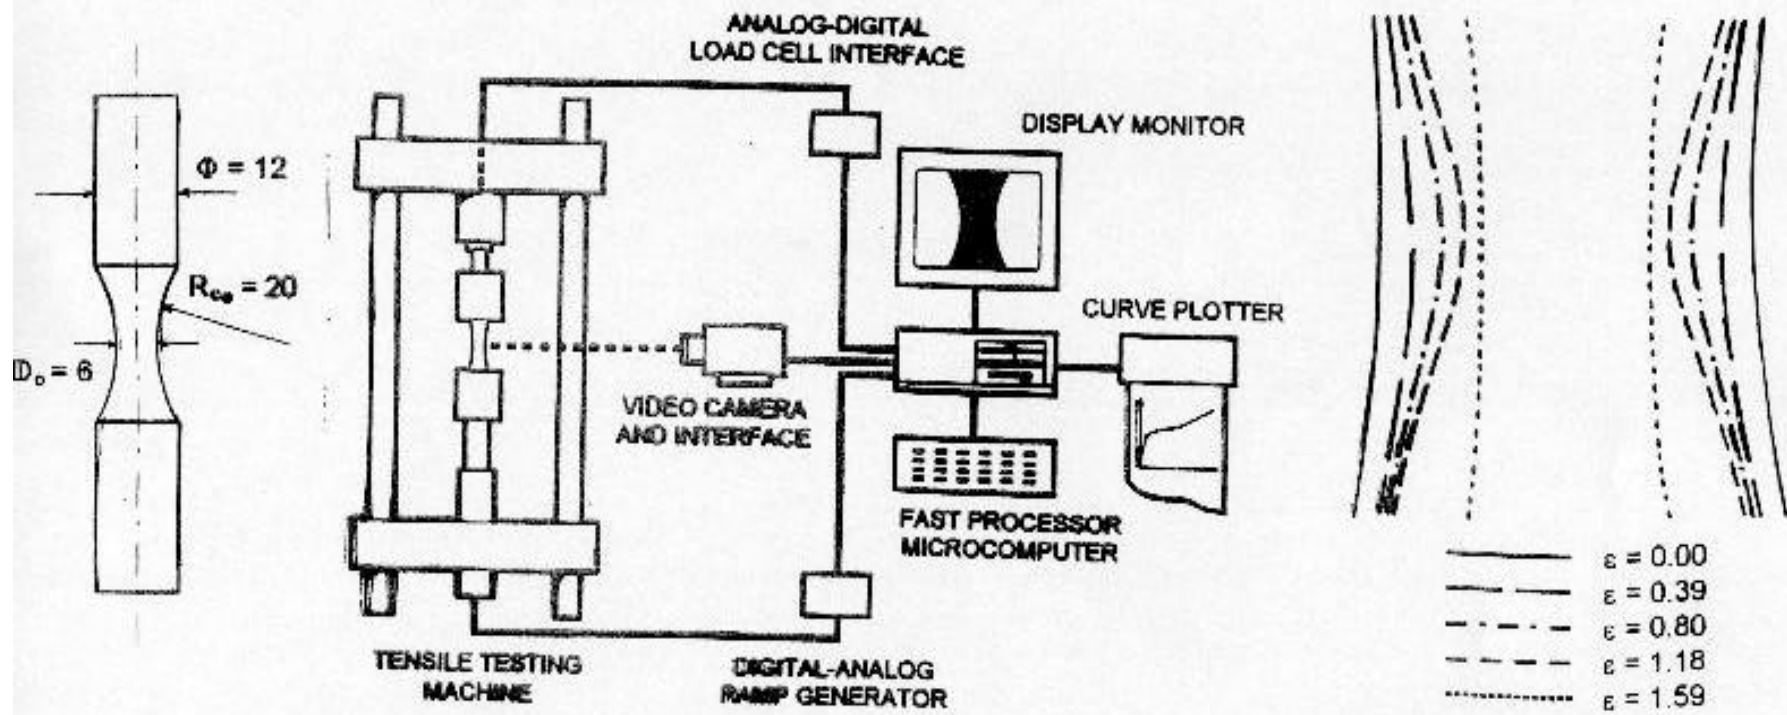 Φ = 12
R꜀ₑ = 20
D₀ = 6
ANALOG-DIGITAL
LOAD CELL INTERFACE
DISPLAY MONITOR
CURVE PLOTTER
VIDEO CAMERA
AND INTERFACE
FAST PROCESSOR
MICROCOMPUTER
TENSILE TESTING
MACHINE
DIGITAL-ANALOG
RAMP GENERATOR
ε = 0.00
ε = 0.39
ε = 0.80
ε = 1.18
ε = 1.59